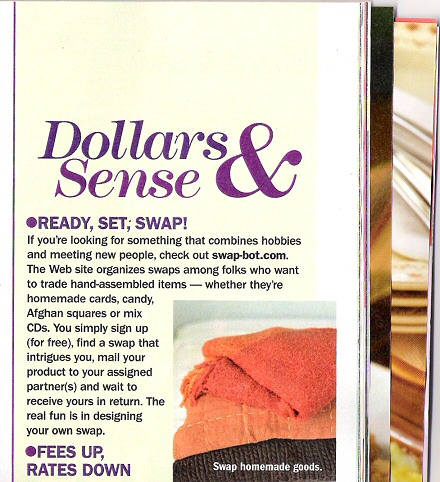 Dollars &
Sense
●READY, SET, SWAP!
If you're looking for something that combines hobbies
and meeting new people, check out swap-bot.com.
The Web site organizes swaps among folks who want
to trade hand-assembled items — whether they're
homemade cards, candy,
Afghan squares or mix
CDs. You simply sign up
(for free), find a swap that
intrigues you, mail your
product to your assigned
partner(s) and wait to
receive yours in return. The
real fun is in designing
your own swap.
●FEES UP,
RATES DOWN
Swap homemade goods.